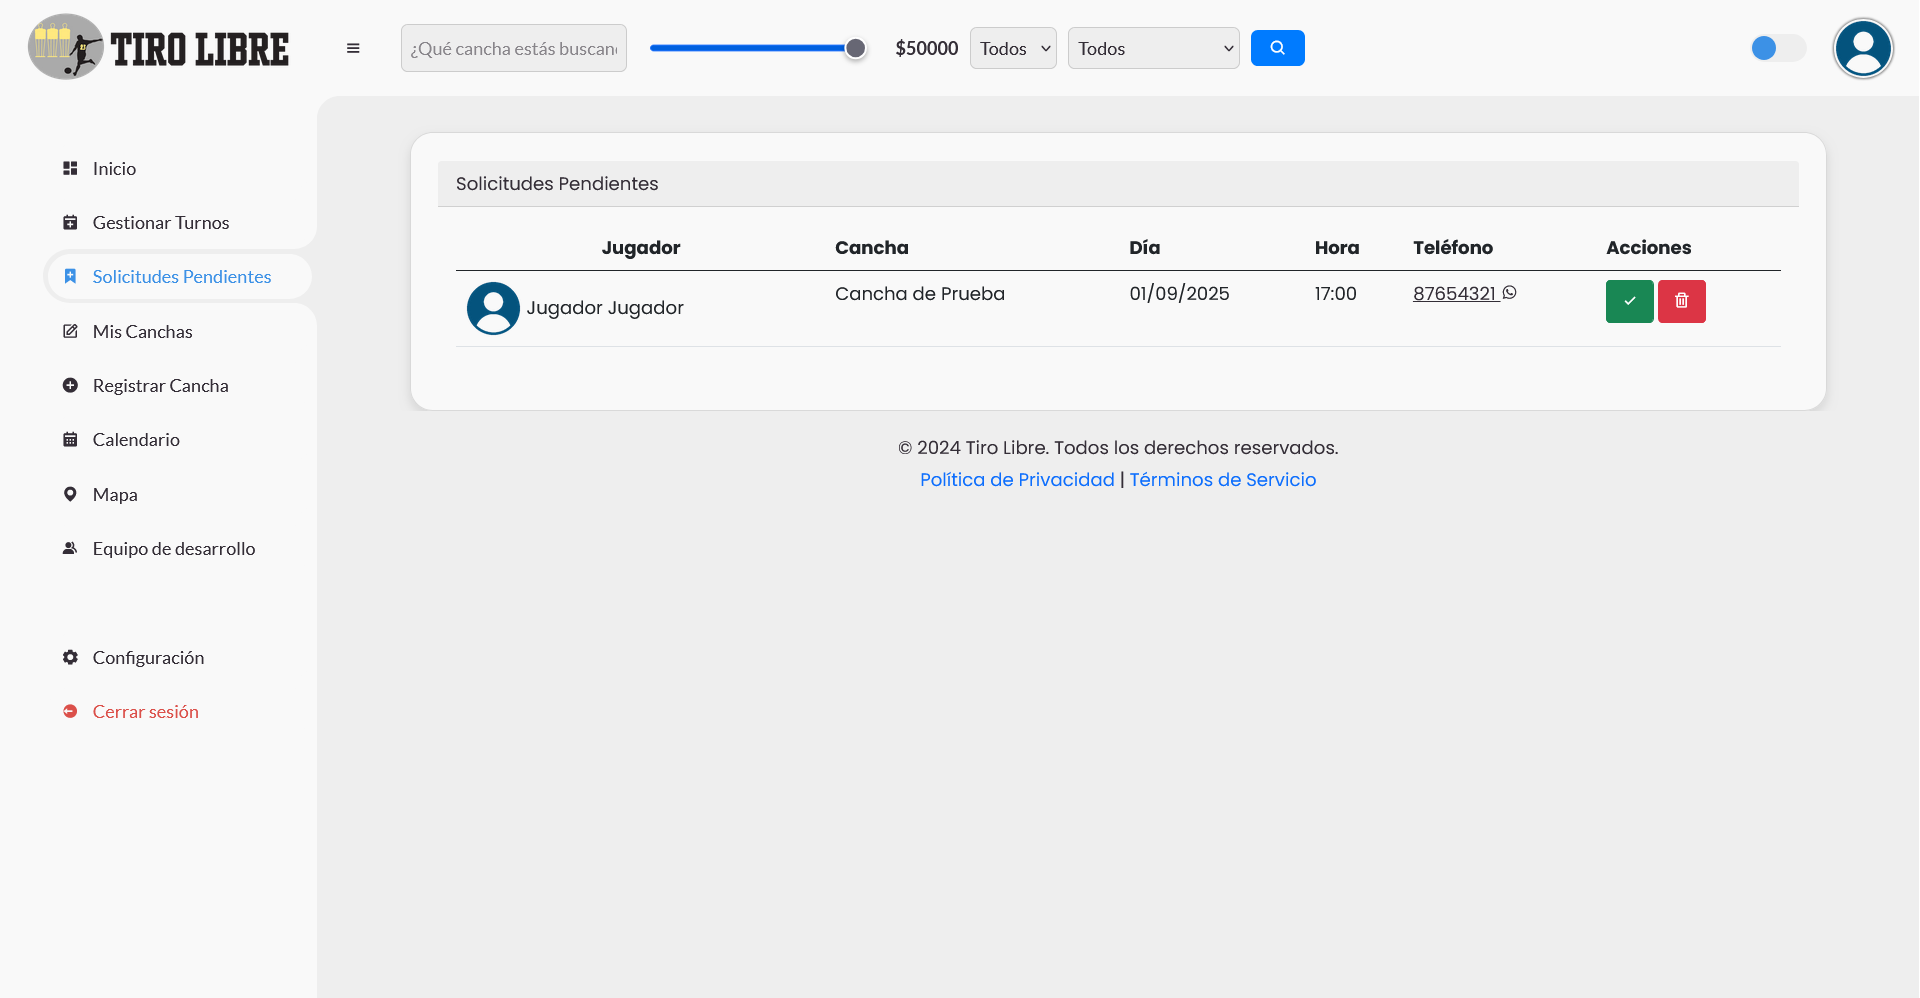 TIRO LIBRE
¿Qué cancha estás buscan
$50000
Todos
Todos
Inicio
Gestionar Turnos
Solicitudes Pendientes
Mis Canchas
Registrar Cancha
Calendario
Mapa
Equipo de desarrollo
Configuración
Cerrar sesión
Solicitudes Pendientes
Jugador Cancha Día Hora Teléfono Acciones
Jugador Jugador Cancha de Prueba 01/09/2025 17:00 87654321
© 2024 Tiro Libre. Todos los derechos reservados.
Política de Privacidad | Términos de Servicio